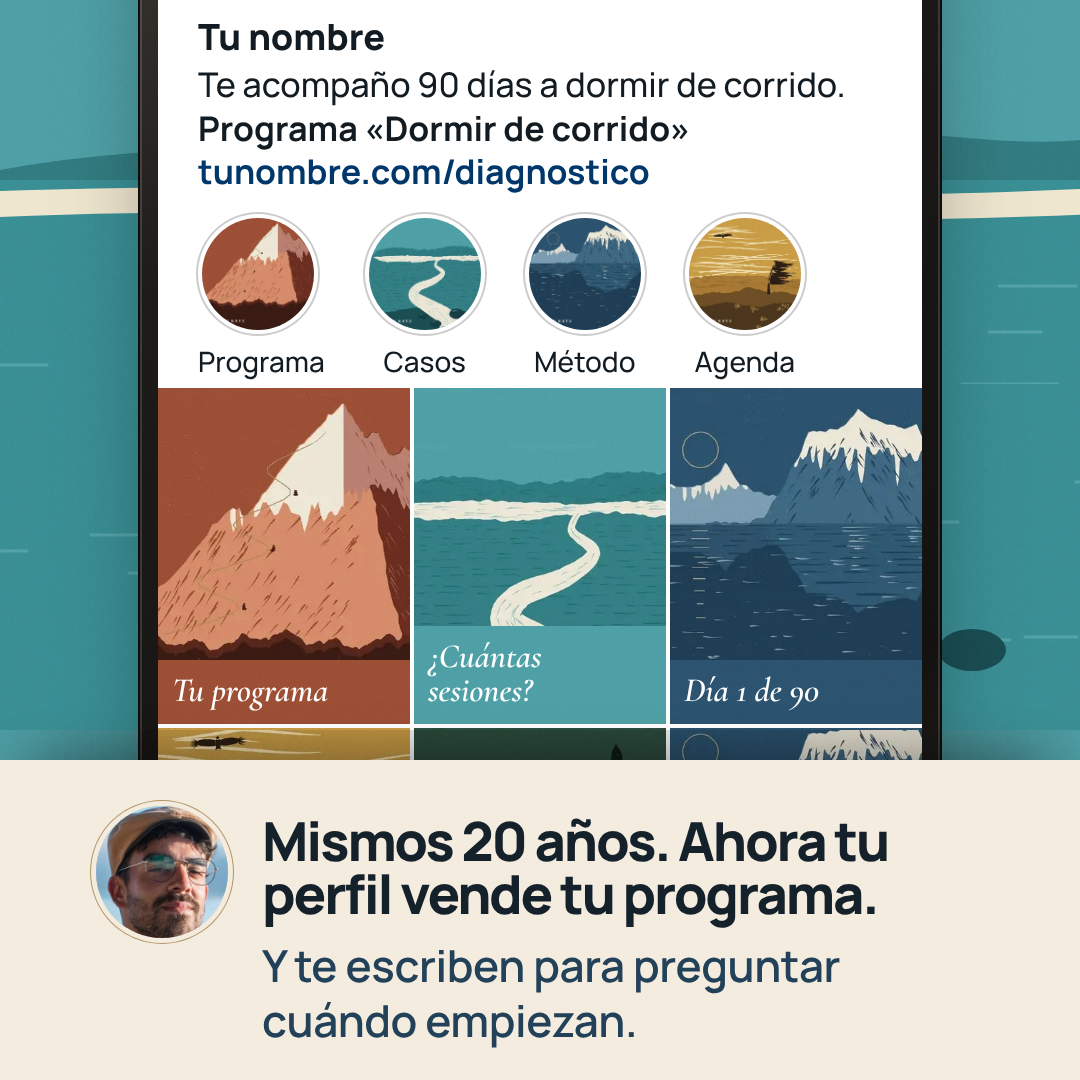 Tu nombre
Te acompaño 90 días a dormir de corrido.
Programa «Dormir de corrido»
tunombre.com/diagnostico
Programa
Casos
Método
Agenda
Tu programa
¿Cuántas
sesiones?
Día 1 de 90
Mismos 20 años. Ahora tu
perfil vende tu programa.
Y te escriben para preguntar
cuándo empiezan.